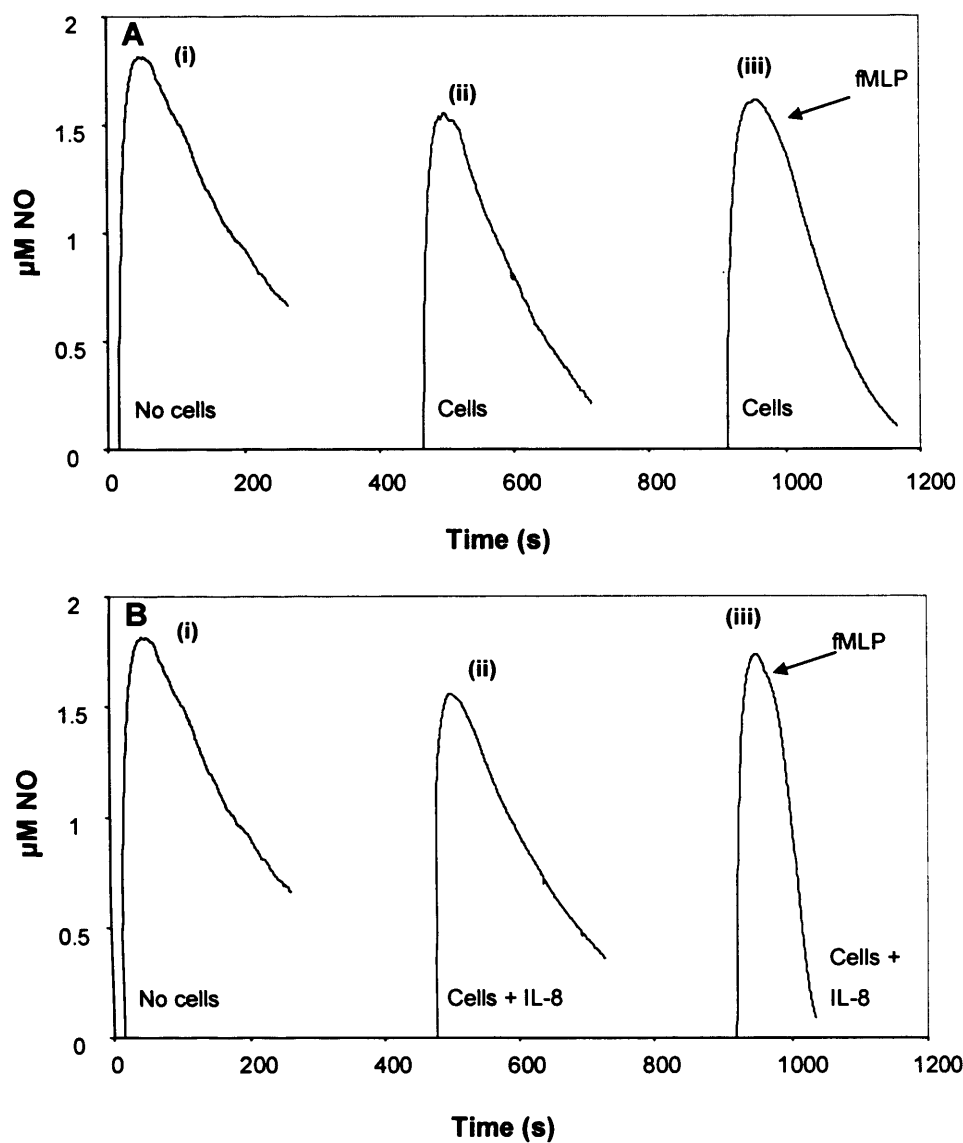 2
A
(i)
(ii)
(iii)
fMLP
1.5
1
0.5
0
µM NO
No cells
Cells
Cells
0 200 400 600 800 1000 1200
Time (s)
2
B
(i)
(ii)
(iii)
fMLP
1.5
1
0.5
0
µM NO
No cells
Cells + IL-8
Cells +
IL-8
0 200 400 600 800 1000 1200
Time (s)